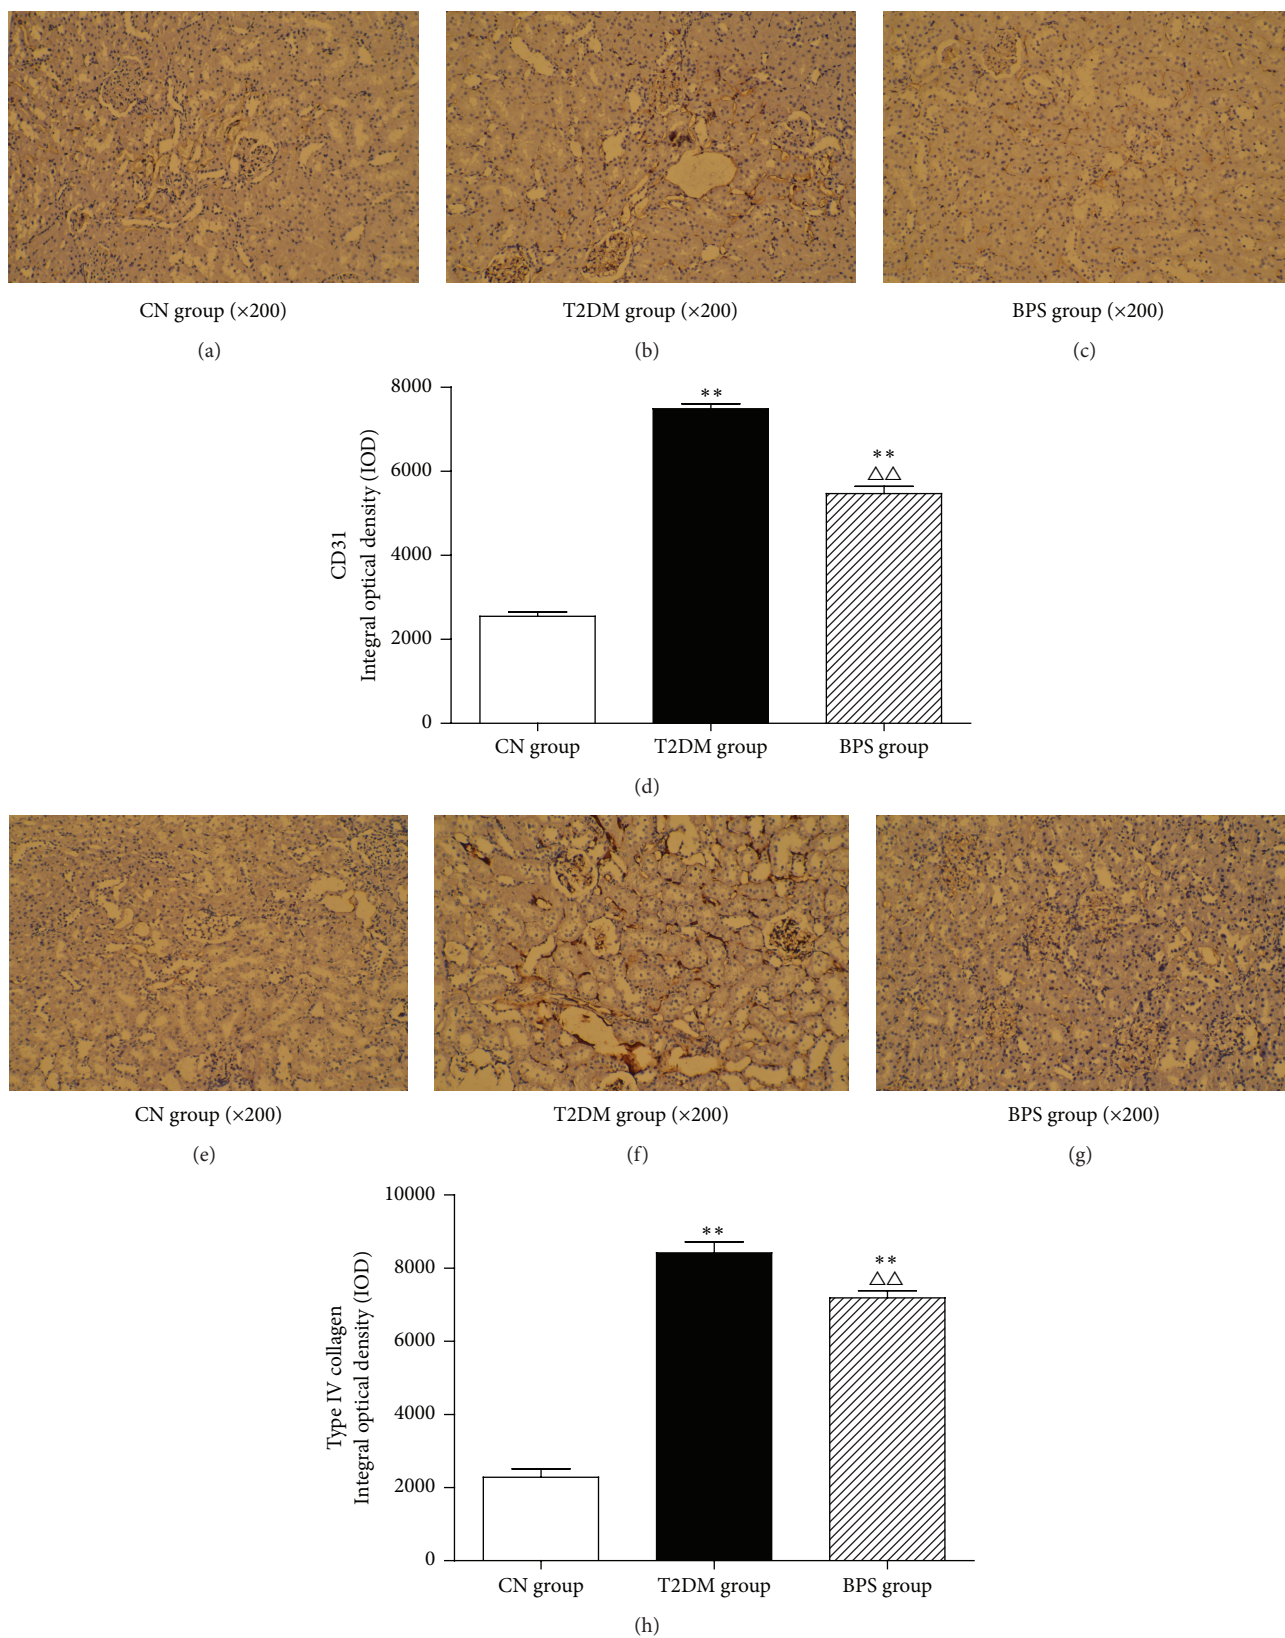 CN group (×200)
T2DM group (×200)
BPS group (×200)
(a)
(b)
(c)
8000
6000
4000
2000
0
CD31
Integral optical density (IOD)
**
**
△△
CN group
T2DM group
BPS group
(d)
CN group (×200)
T2DM group (×200)
BPS group (×200)
(e)
(f)
(g)
10000
8000
6000
4000
2000
0
Type IV collagen
Integral optical density (IOD)
**
**
△△
CN group
T2DM group
BPS group
(h)